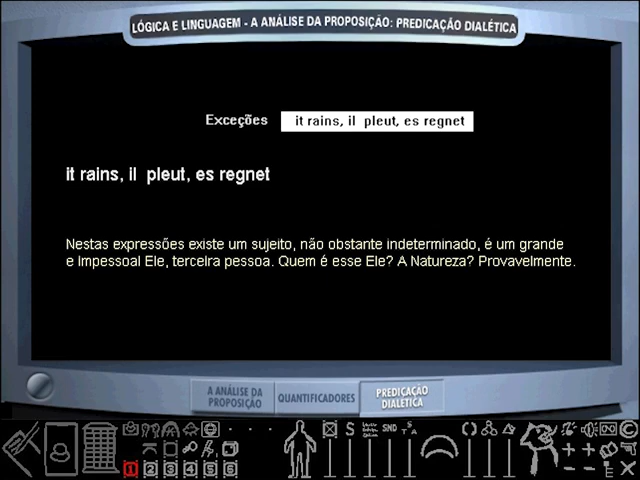 LÓGICA E LINGUAGEM - A ANÁLISE DA PROPOSIÇÃO: PREDICAÇÃO DIALÉTICA
Exceções it rains, il pleut, es regnet
it rains, il pleut, es regnet
Nestas expressões existe um sujeito, não obstante indeterminado, é um grande
e Impessoal Ele, terceira pessoa. Quem é esse Ele? A Natureza? Provavelmente.
A ANÁLISE DA
PROPOSIÇÃO
QUANTIFICADORES
PREDICAÇÃO
DIALÉTICA
S SND
1 2 3 4 5 6